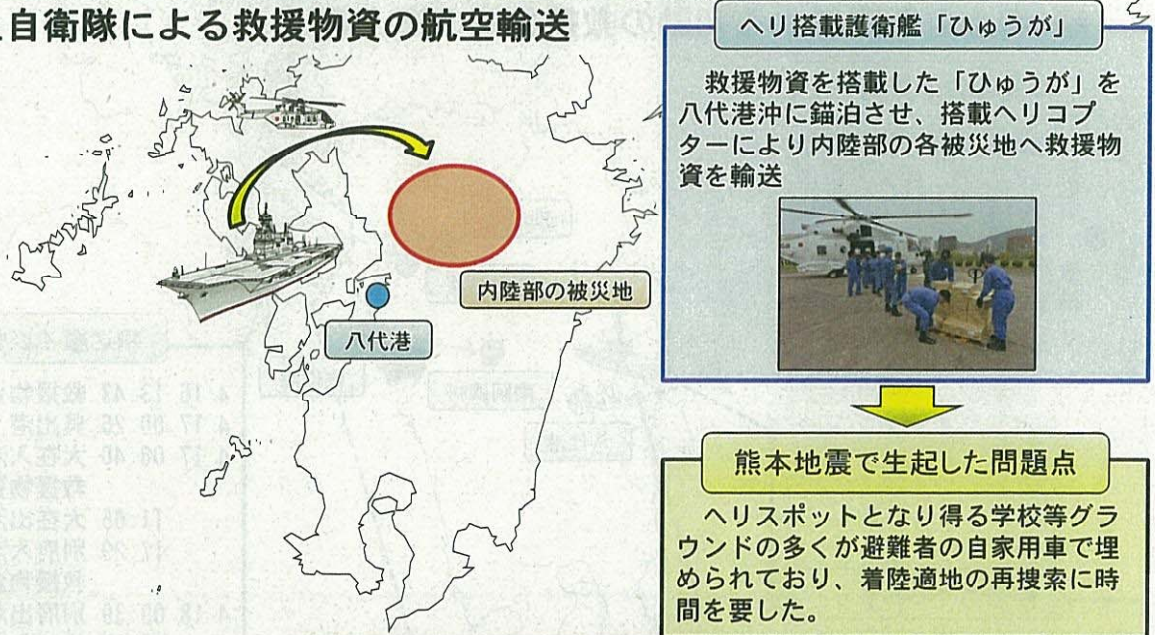 自衛隊による救援物資の航空輸送
内陸部の被災地
八代港
ヘリ搭載護衛艦「ひゅうが」
救援物資を搭載した「ひゅうが」を
八代港沖に錨泊させ、搭載ヘリコプ
ターにより内陸部の各被災地へ救援物
資を輸送
熊本地震で生起した問題点
ヘリスポットとなり得る学校等グラ
ウンドの多くが避難者の自家用車で埋
められており、着陸適地の再捜索に時
間を要した。